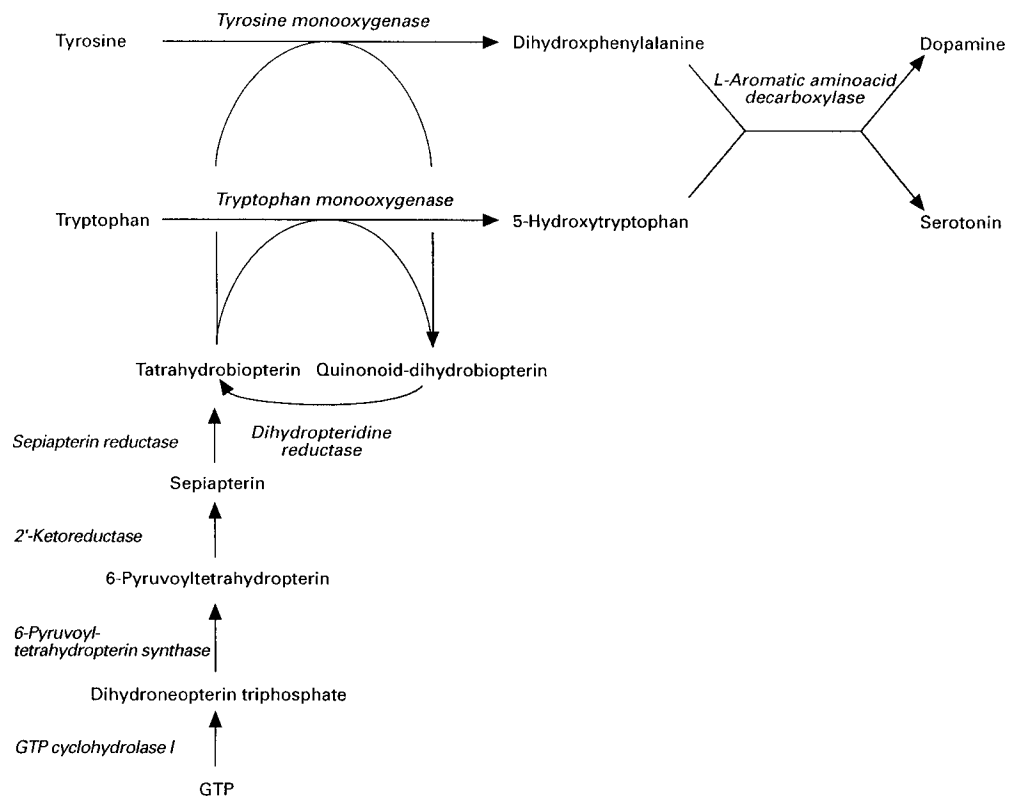 Tyrosine monooxygenase
Tyrosine
Dihydroxphenylalanine
Dopamine
L-Aromatic aminoacid
decarboxylase
Tryptophan monooxygenase
Tryptophan
5-Hydroxytryptophan
Serotonin
Tatrahydrobiopterin
Quinonoid-dihydrobiopterin
Sepiapterin reductase
Dihydropteridine
reductase
Sepiapterin
2'-Ketoreductase
6-Pyruvoyltetrahydropterin
6-Pyruvoyl-
tetrahydropterin synthase
Dihydroneopterin triphosphate
GTP cyclohydrolase I
GTP